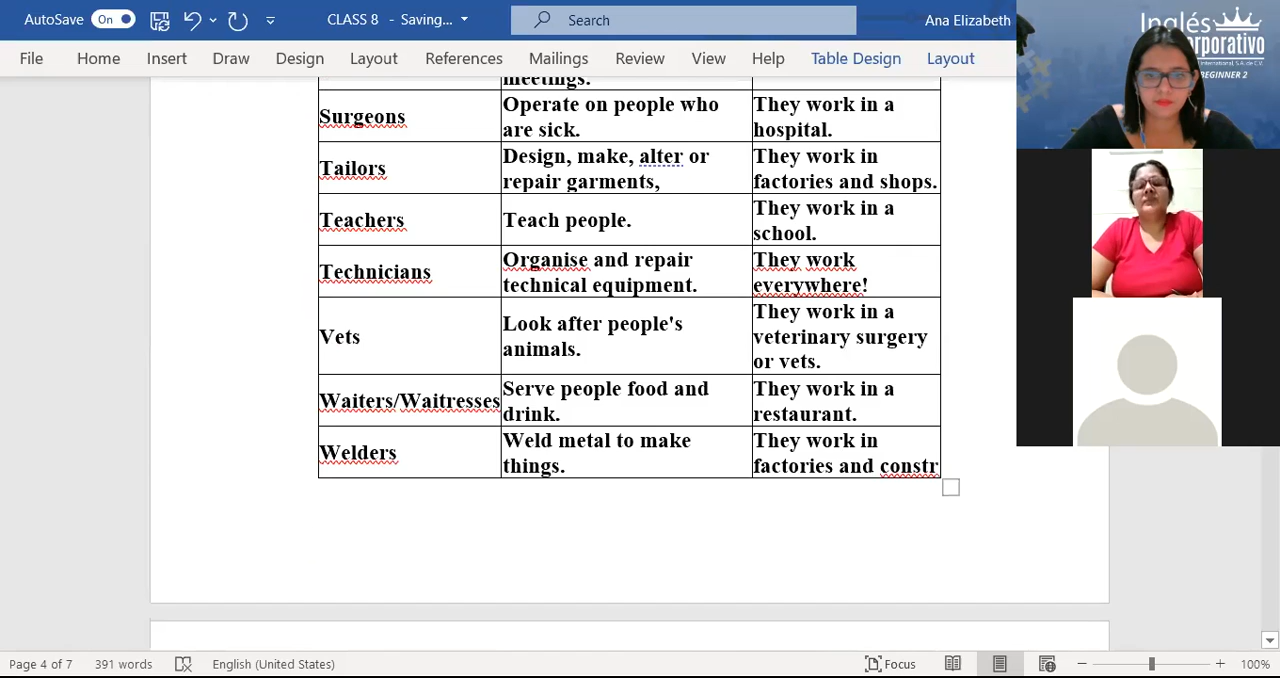 AutoSave On CLASS 8 - Saving... Search Ana Elizabeth
File Home Insert Draw Design Layout References Mailings Review View Help Table Design Layout
Inglés
Corporativo
International, S.A. de C.V.
BEGINNER 2
meetings.
Surgeons
Operate on people who
are sick.
They work in a
hospital.
Tailors
Design, make, alter or
repair garments,
They work in
factories and shops.
Teachers
Teach people.
They work in a
school.
Technicians
Organise and repair
technical equipment.
They work
everywhere!
Vets
Look after people's
animals.
They work in a
veterinary surgery
or vets.
Waiters/Waitresses
Serve people food and
drink.
They work in a
restaurant.
Welders
Weld metal to make
things.
They work in
factories and constr
Page 4 of 7 391 words English (United States) Focus 100%